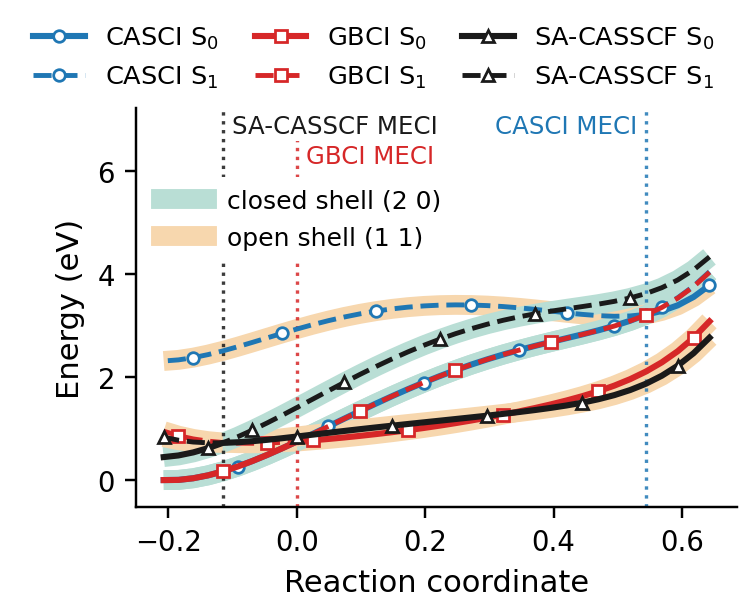 CASCI S₀ GBCI S₀ SA-CASSCF S₀
CASCI S₁ GBCI S₁ SA-CASSCF S₁
SA-CASSCF MECI CASCI MECI
GBCI MECI
closed shell (2 0)
open shell (1 1)
Energy (eV)
6
4
2
0
−0.2 0.0 0.2 0.4 0.6
Reaction coordinate